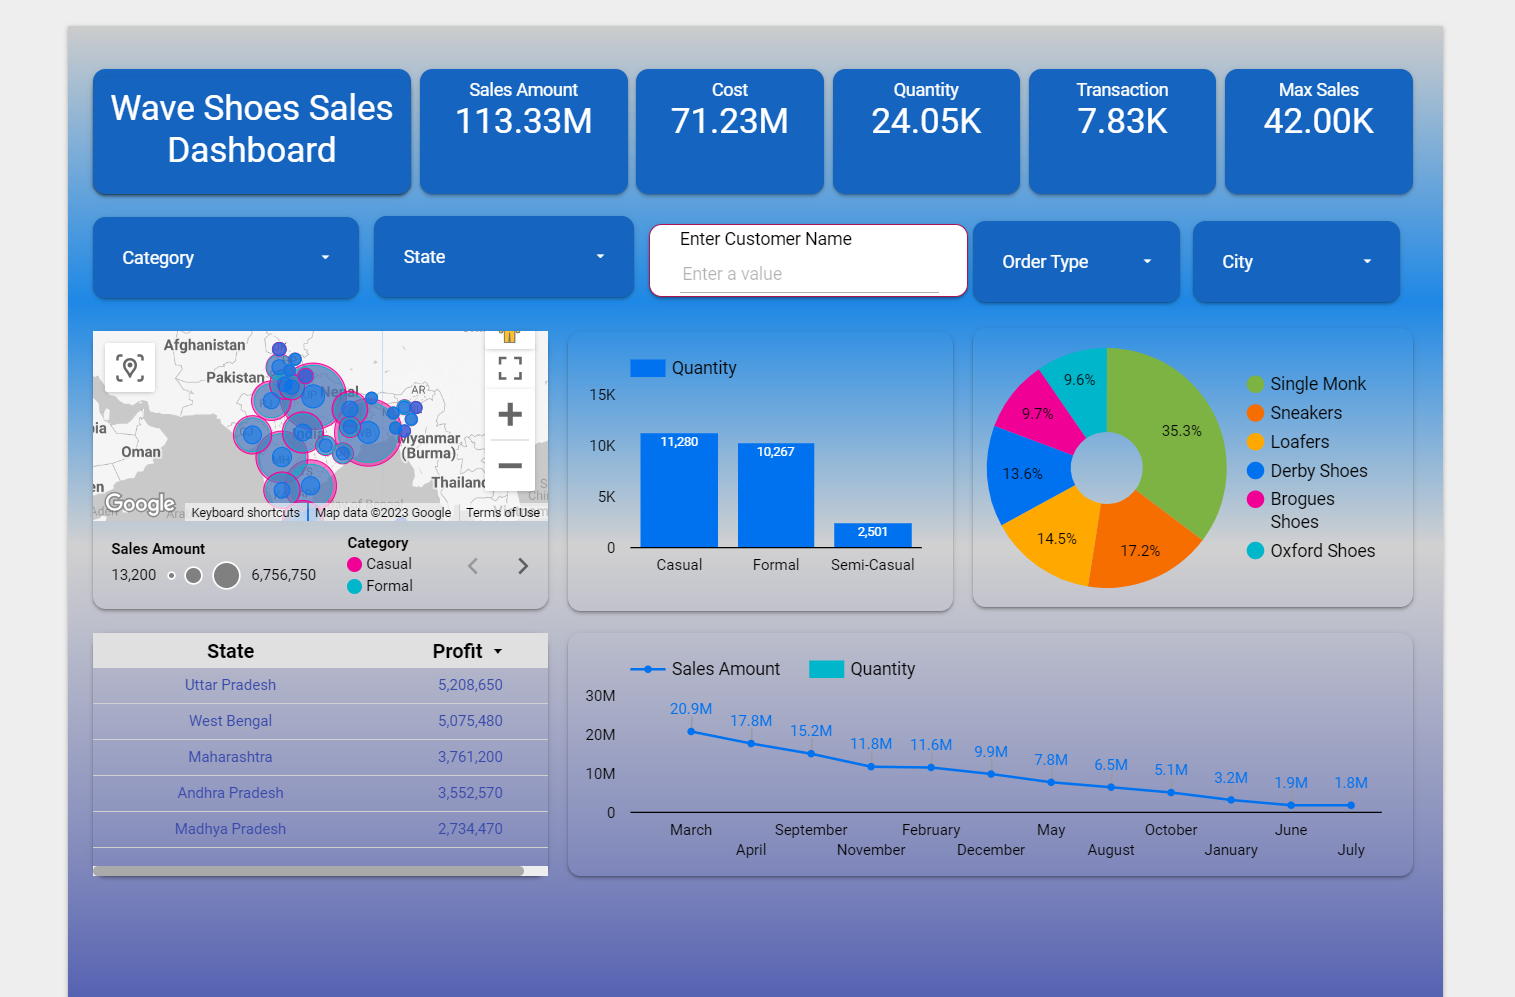 Wave Shoes Sales
Dashboard
Sales Amount
113.33M
Cost
71.23M
Quantity
24.05K
Transaction
7.83K
Max Sales
42.00K
Category
State
Enter Customer Name
Enter a value
Order Type
City
Afghanistan
Pakistan
Nepal
AR
UP
India
Oman
Myanmar
(Burma)
MH
TS
Thailand
Google
Keyboard shortcuts
Map data ©2023 Google
Terms of Use
Sales Amount
13,200
6,756,750
Category
Casual
Formal
Quantity
15K
10K
5K
0
11,280
10,267
2,501
Casual
Formal
Semi-Casual
9.6%
9.7%
35.3%
13.6%
14.5%
17.2%
Single Monk
Sneakers
Loafers
Derby Shoes
Brogues
Shoes
Oxford Shoes
State
Profit
Uttar Pradesh
5,208,650
West Bengal
5,075,480
Maharashtra
3,761,200
Andhra Pradesh
3,552,570
Madhya Pradesh
2,734,470
Sales Amount
Quantity
30M
20M
10M
0
20.9M
17.8M
15.2M
11.8M
11.6M
9.9M
7.8M
6.5M
5.1M
3.2M
1.9M
1.8M
March
April
September
November
February
December
May
August
October
January
June
July